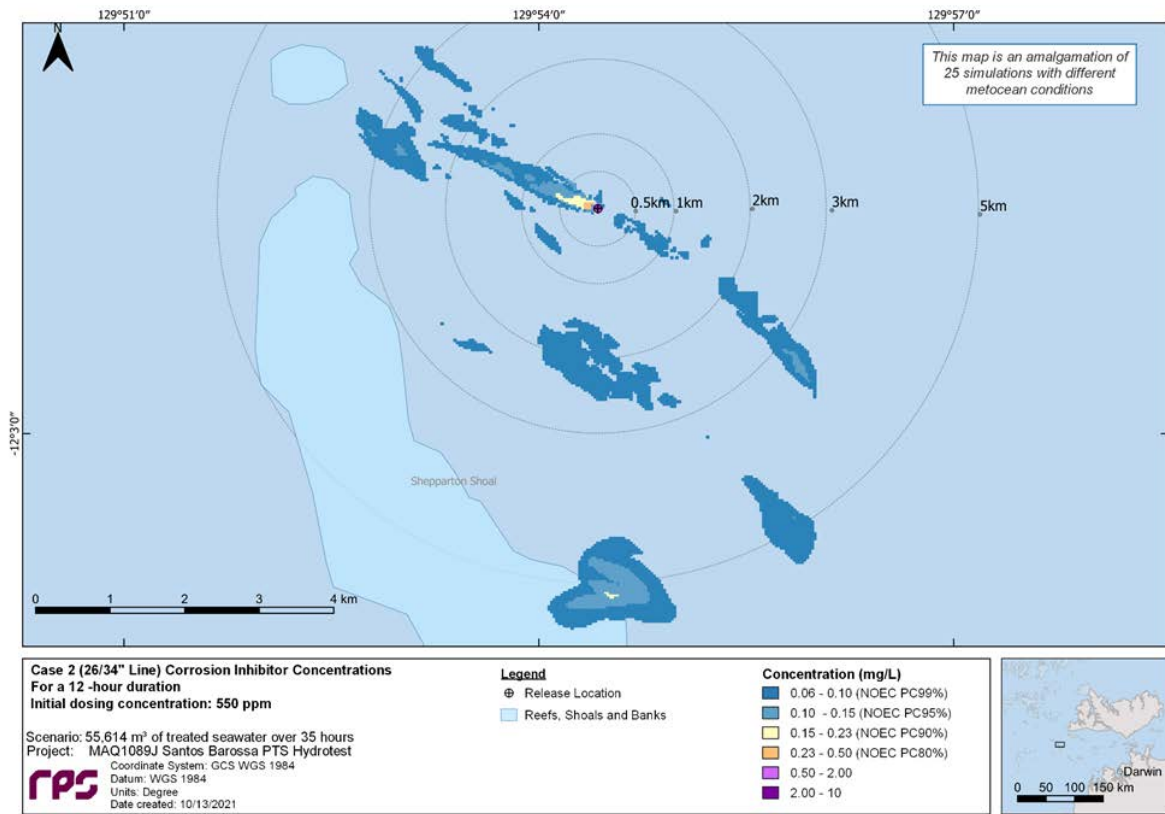 129°51'0" 129°54'0" 129°57'0"
N
This map is an amalgamation of
25 simulations with different
metocean conditions
0.5km 1km 2km 3km 5km
-12°3'0"
Shepparton Shoal
0 1 2 3 4 km
Case 2 (26/34" Line) Corrosion Inhibitor Concentrations
For a 12 -hour duration
Initial dosing concentration: 550 ppm
Scenario: 55,614 m³ of treated seawater over 35 hours
Project: MAQ1089J Santos Barossa PTS Hydrotest
rps
Coordinate System: GCS WGS 1984
Datum: WGS 1984
Units: Degree
Date created: 10/13/2021
Legend
Release Location
Reefs, Shoals and Banks
Concentration (mg/L)
0.06 - 0.10 (NOEC PC99%)
0.10 - 0.15 (NOEC PC95%)
0.15 - 0.23 (NOEC PC90%)
0.23 - 0.50 (NOEC PC80%)
0.50 - 2.00
2.00 - 10
Darwin
0 50 100 150 km